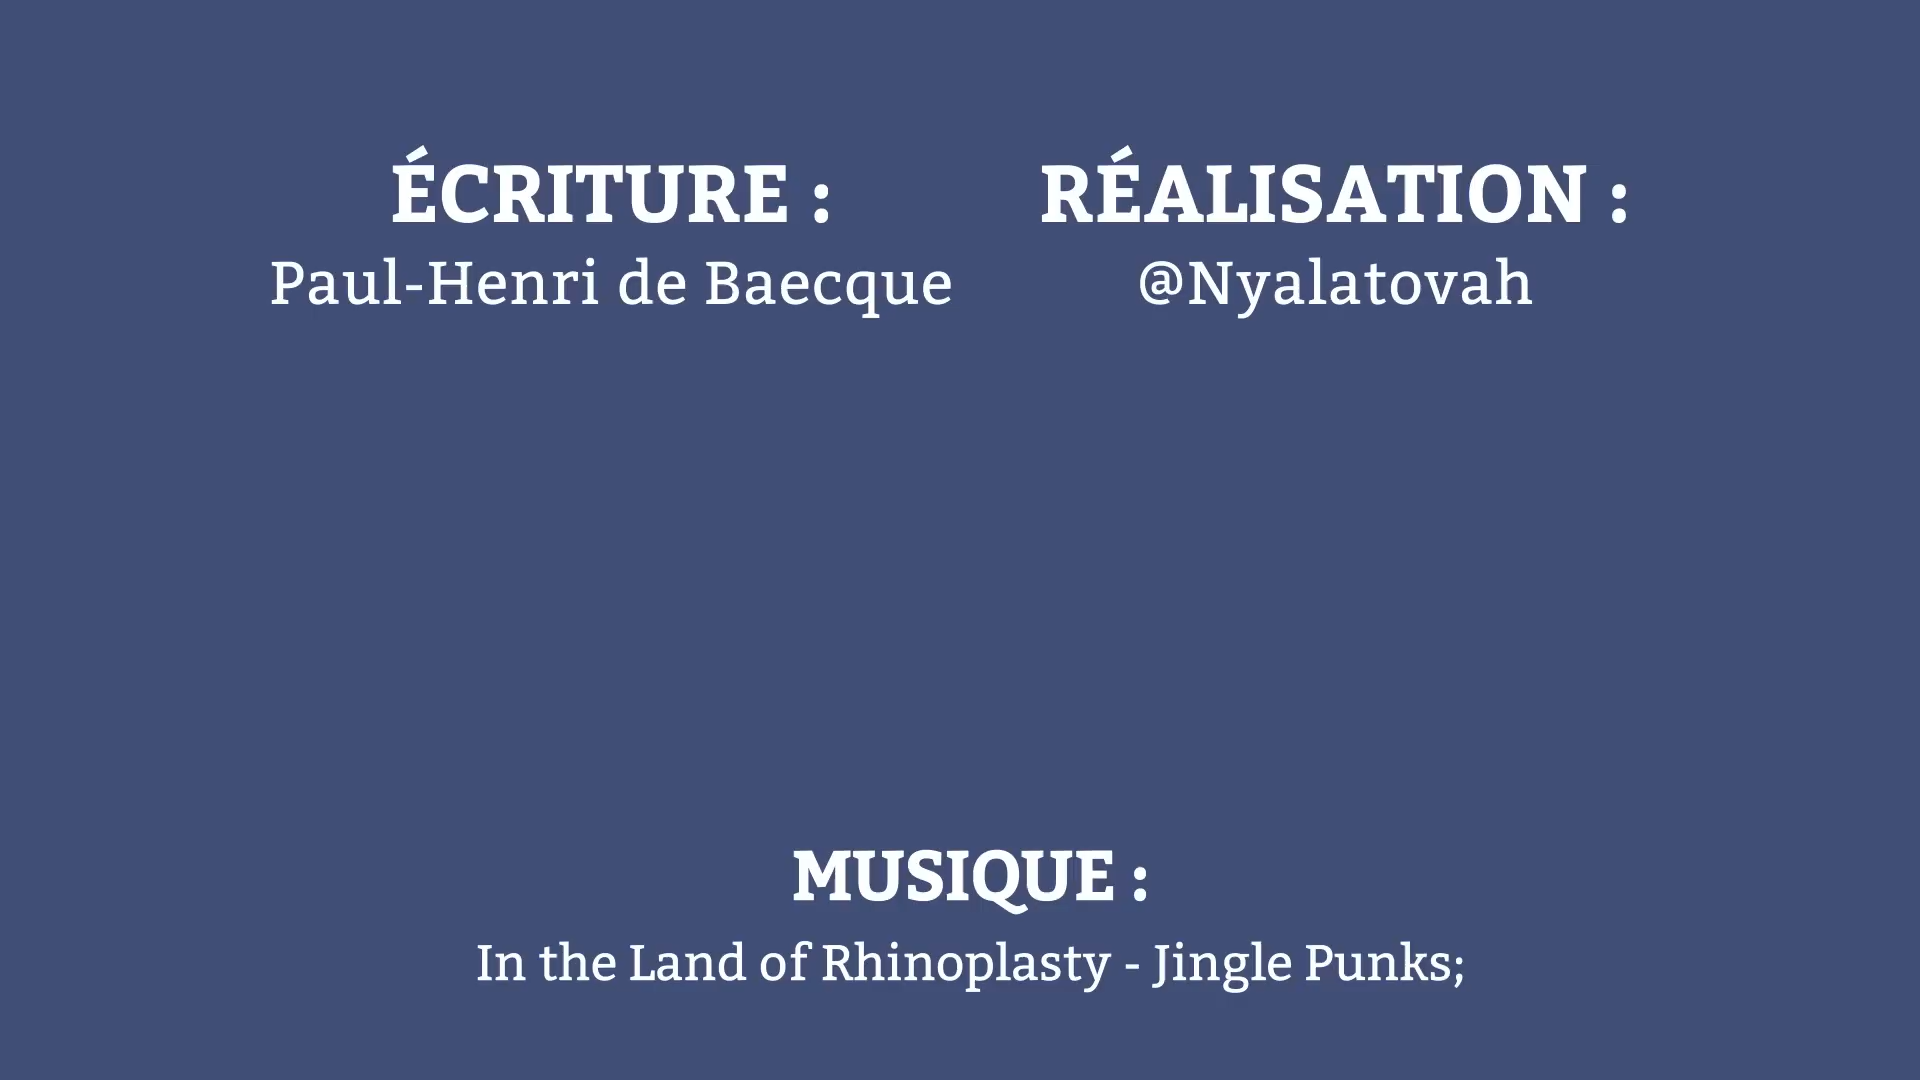 ÉCRITURE :
Paul-Henri de Baecque
RÉALISATION :
@Nyalatovah
MUSIQUE :
In the Land of Rhinoplasty - Jingle Punks;